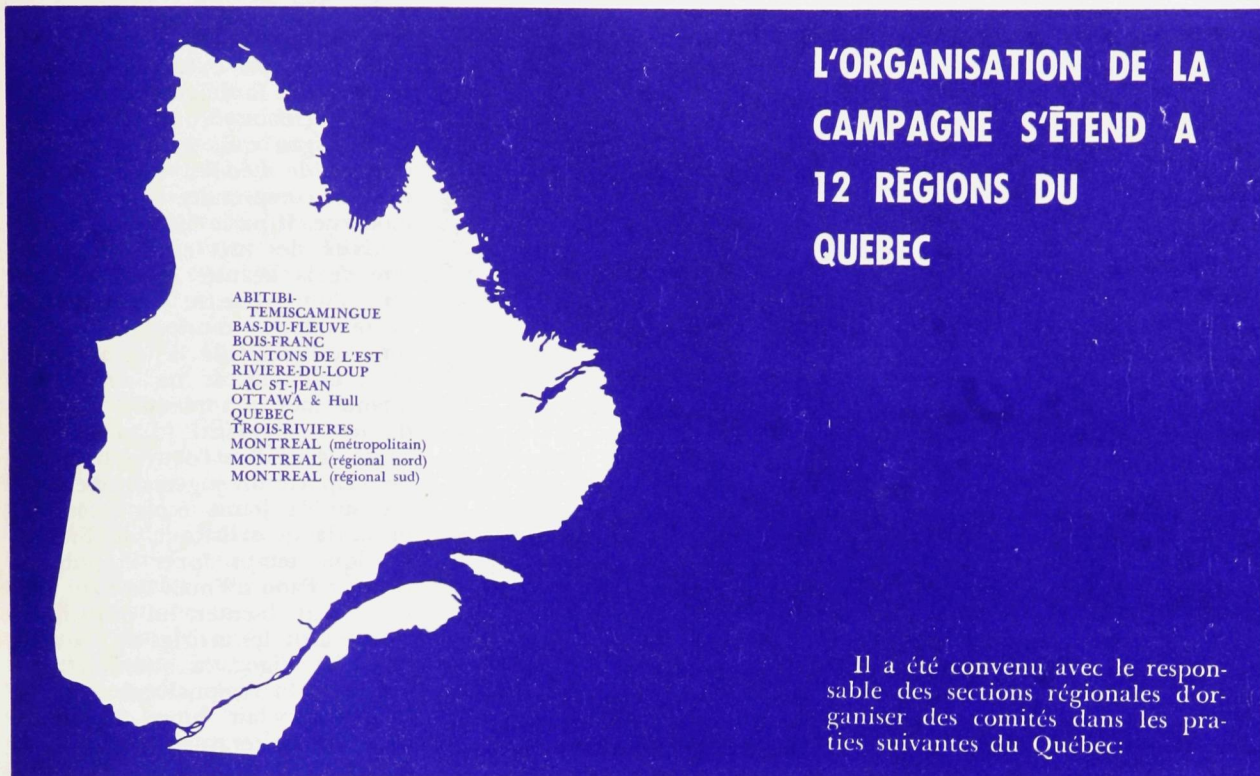 L'ORGANISATION DE LA
CAMPAGNE S'ÉTEND A
12 RÉGIONS DU
QUEBEC
Il a été convenu avec le respon-
sable des sections régionales d'or-
ganiser des comités dans les pra-
ties suivantes du Québec:
ABITIBI-
TEMISCAMINGUE
BAS-DU-FLEUVE
BOIS-FRANC
CANTONS DE L'EST
RIVIERE-DU-LOUP
LAC ST-JEAN
OTTAWA & Hull
QUEBEC
TROIS-RIVIERES
MONTREAL (métropolitain)
MONTREAL (régional nord)
MONTREAL (régional sud)